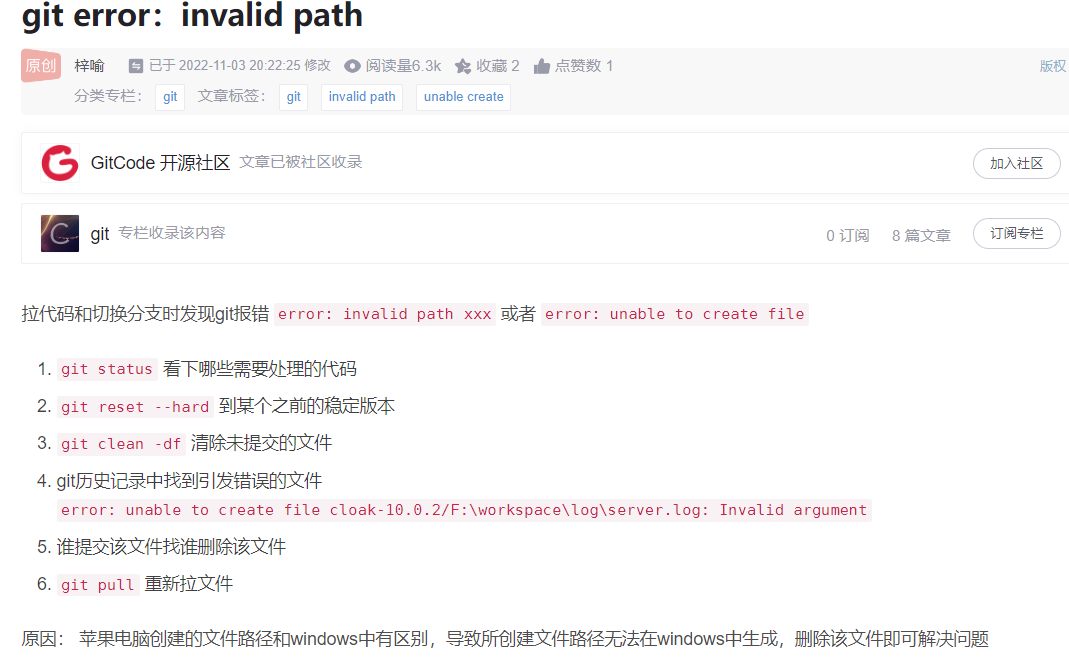 git error：invalid path
原创 梓喻 已于 2022-11-03 20:22:25 修改 阅读量6.3k 收藏 2 点赞数 1 版权
分类专栏： git 文章标签： git invalid path unable create
GitCode 开源社区 文章已被社区收录 加入社区
git 专栏收录该内容 0 订阅 8 篇文章 订阅专栏
拉代码和切换分支时发现git报错 error: invalid path xxx 或者 error: unable to create file
1. git status 看下哪些需要处理的代码
2. git reset --hard 到某个之前的稳定版本
3. git clean -df 清除未提交的文件
4. git历史记录中找到引发错误的文件
error: unable to create file cloak-10.0.2/F:\workspace\log\server.log: Invalid argument
5. 谁提交该文件找谁删除该文件
6. git pull 重新拉文件
原因： 苹果电脑创建的文件路径和windows中有区别，导致所创建文件路径无法在windows中生成，删除该文件即可解决问题